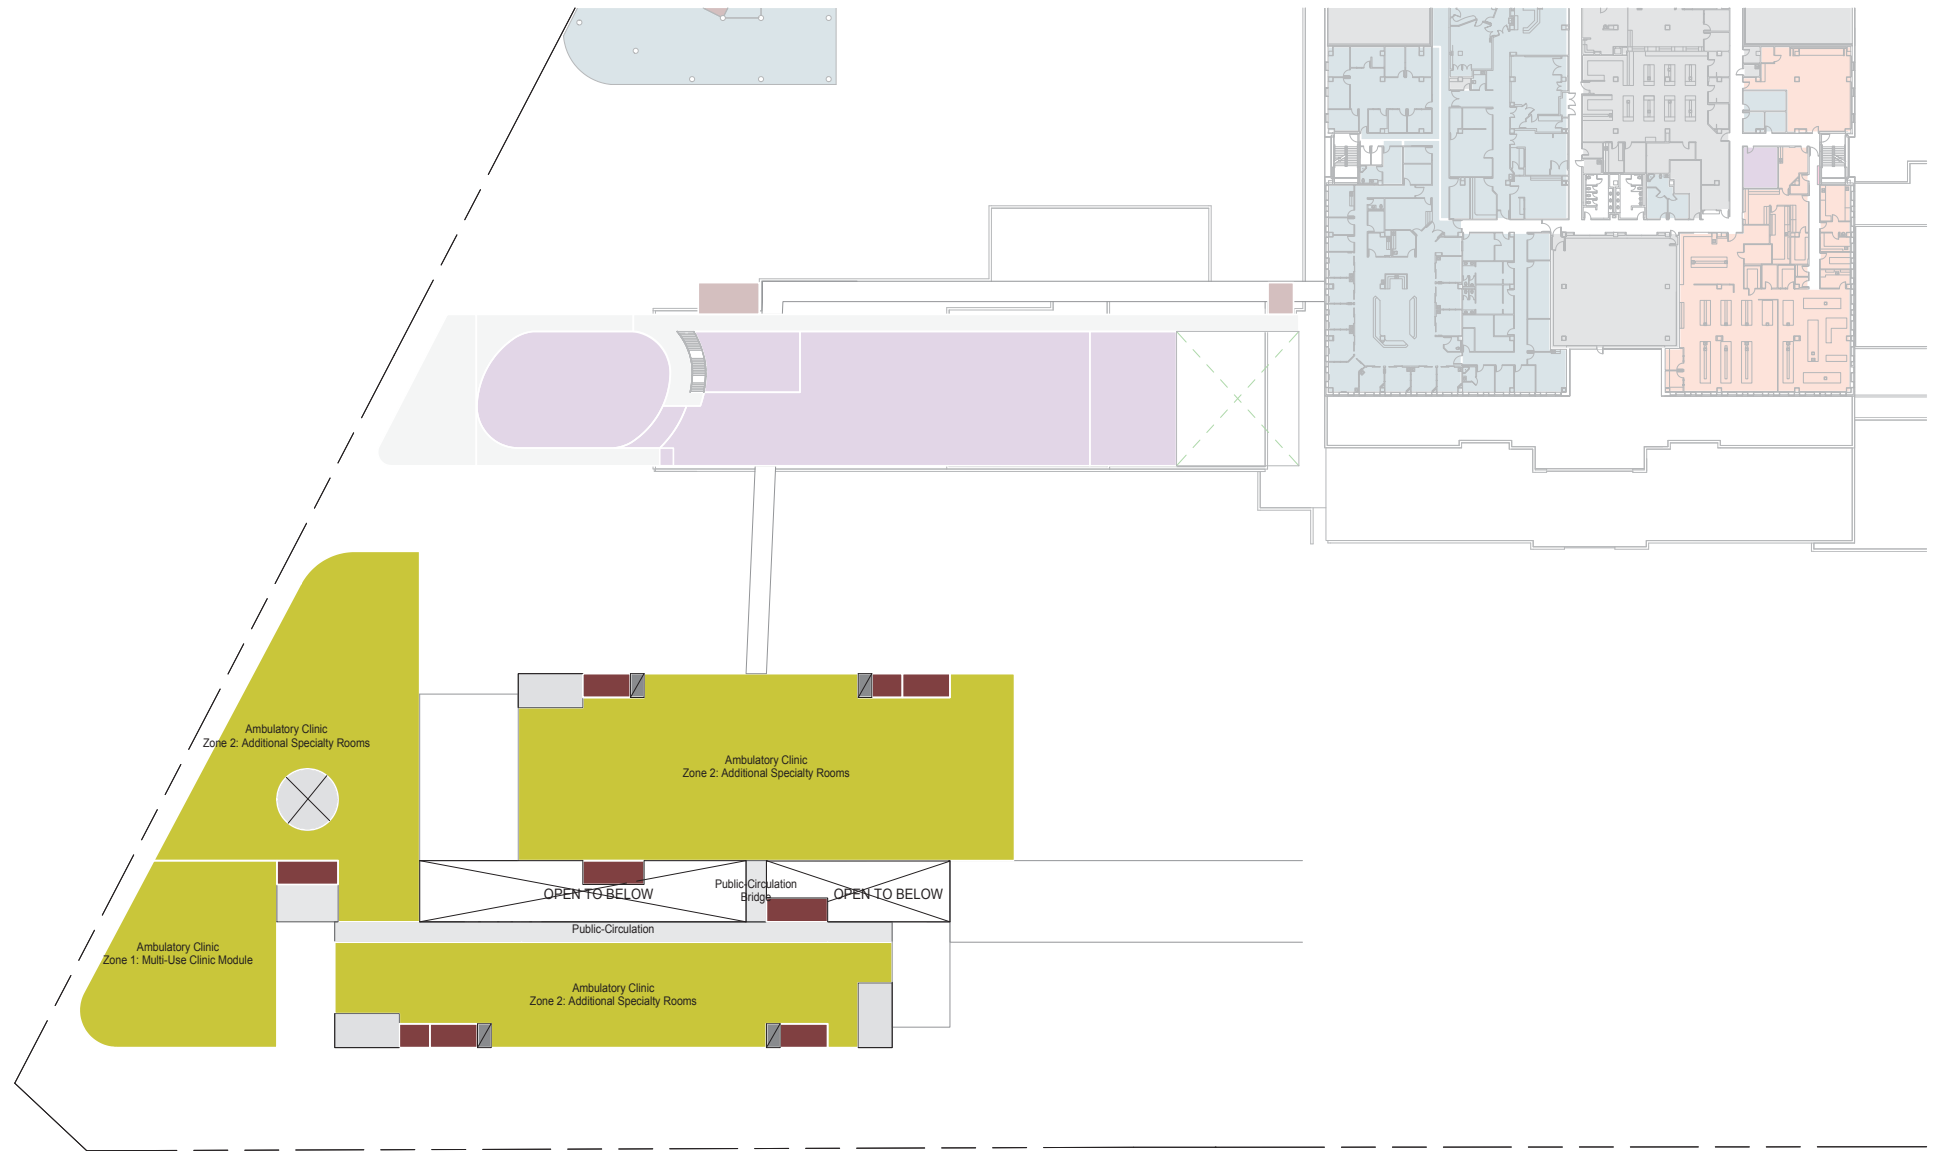 Ambulatory Clinic
Zone 2: Additional Specialty Rooms
Ambulatory Clinic
Zone 2: Additional Specialty Rooms
OPEN TO BELOW
Public-Circulation
Bridge
OPEN TO BELOW
Public-Circulation
Ambulatory Clinic
Zone 1: Multi-Use Clinic Module
Ambulatory Clinic
Zone 2: Additional Specialty Rooms